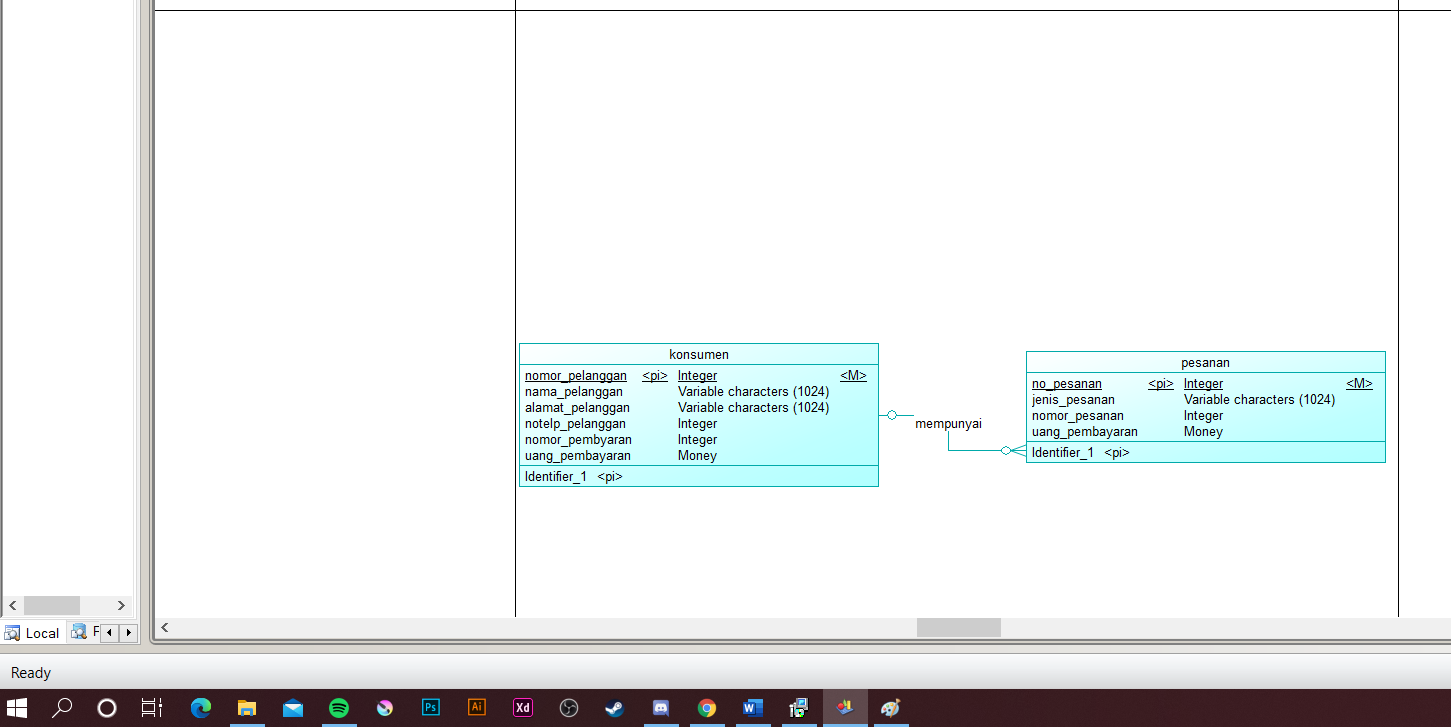 konsumen
nomor_pelanggan <pi> Integer <M>
nama_pelanggan Variable characters (1024)
alamat_pelanggan Variable characters (1024)
notelp_pelanggan Integer
nomor_pembyaran Integer
uang_pembayaran Money
Identifier_1 <pi>
mempunyai
pesanan
no_pesanan <pi> Integer <M>
jenis_pesanan Variable characters (1024)
nomor_pesanan Integer
uang_pembayaran Money
Identifier_1 <pi>
Local F
Ready
Ps Ai Xd W